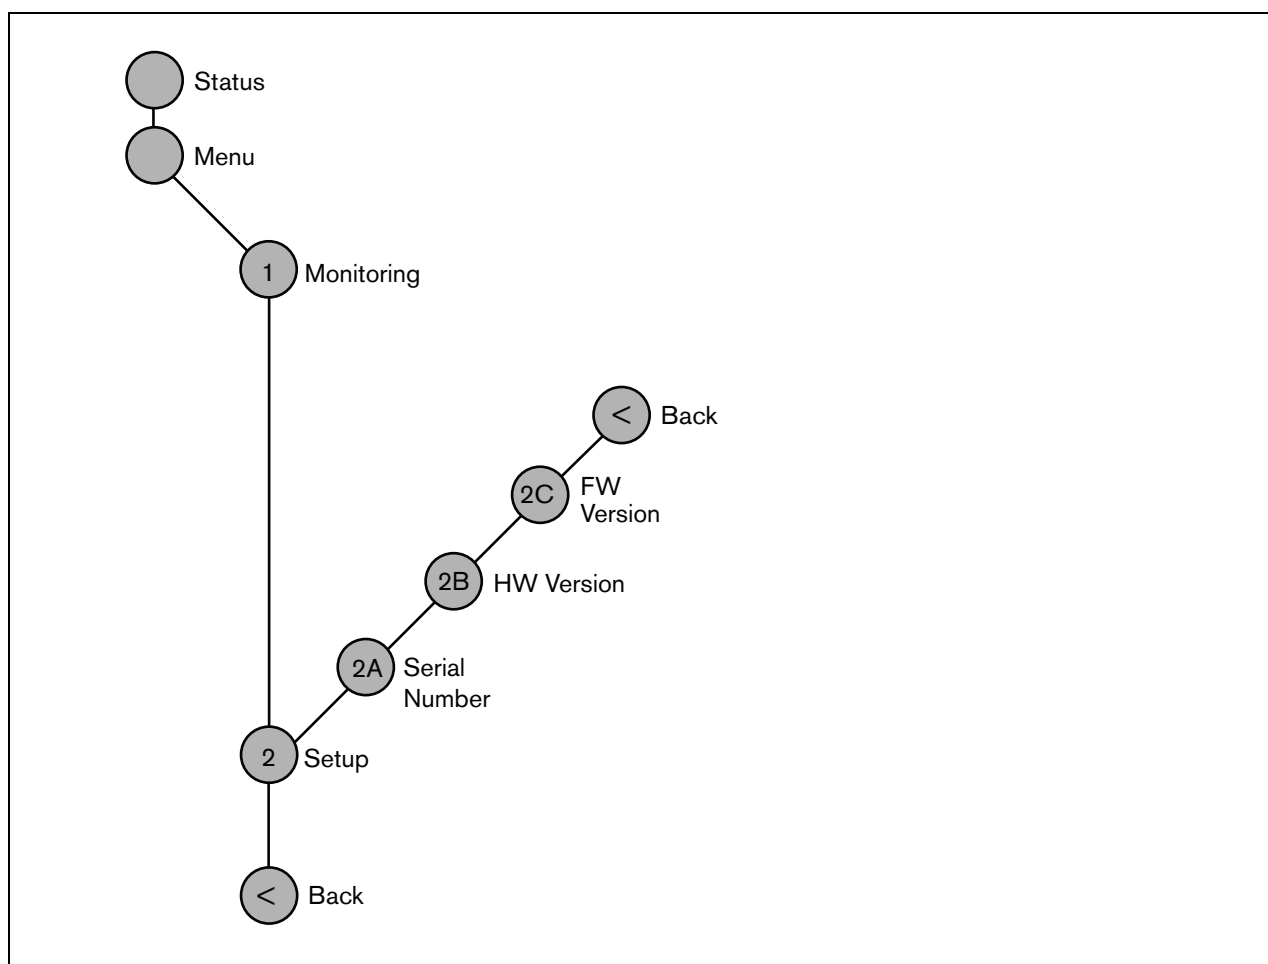 Status
Menu
1 Monitoring
< Back
2C FW
Version
2B HW Version
2A Serial
Number
2 Setup
< Back